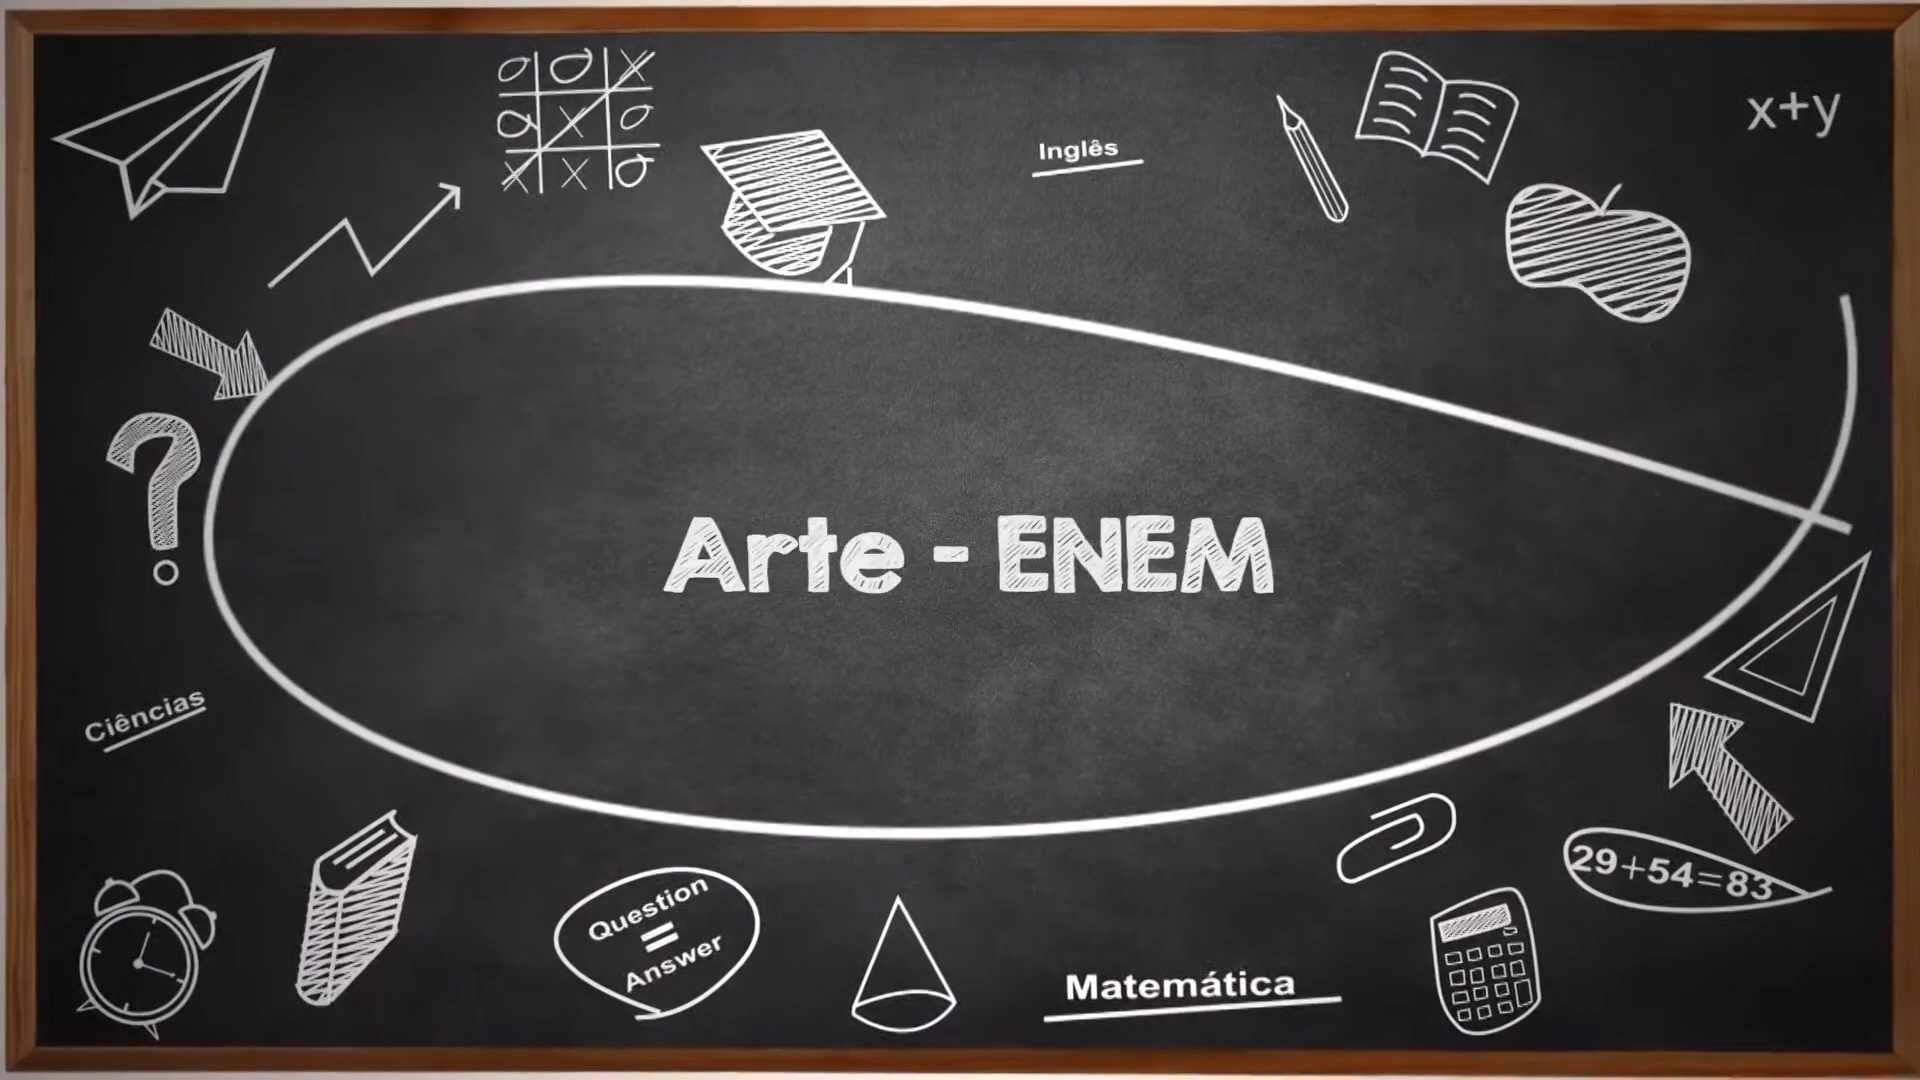 x+y
Inglês
Arte - ENEM
Ciências
29+54=83
Question
=
Answer
Matemática